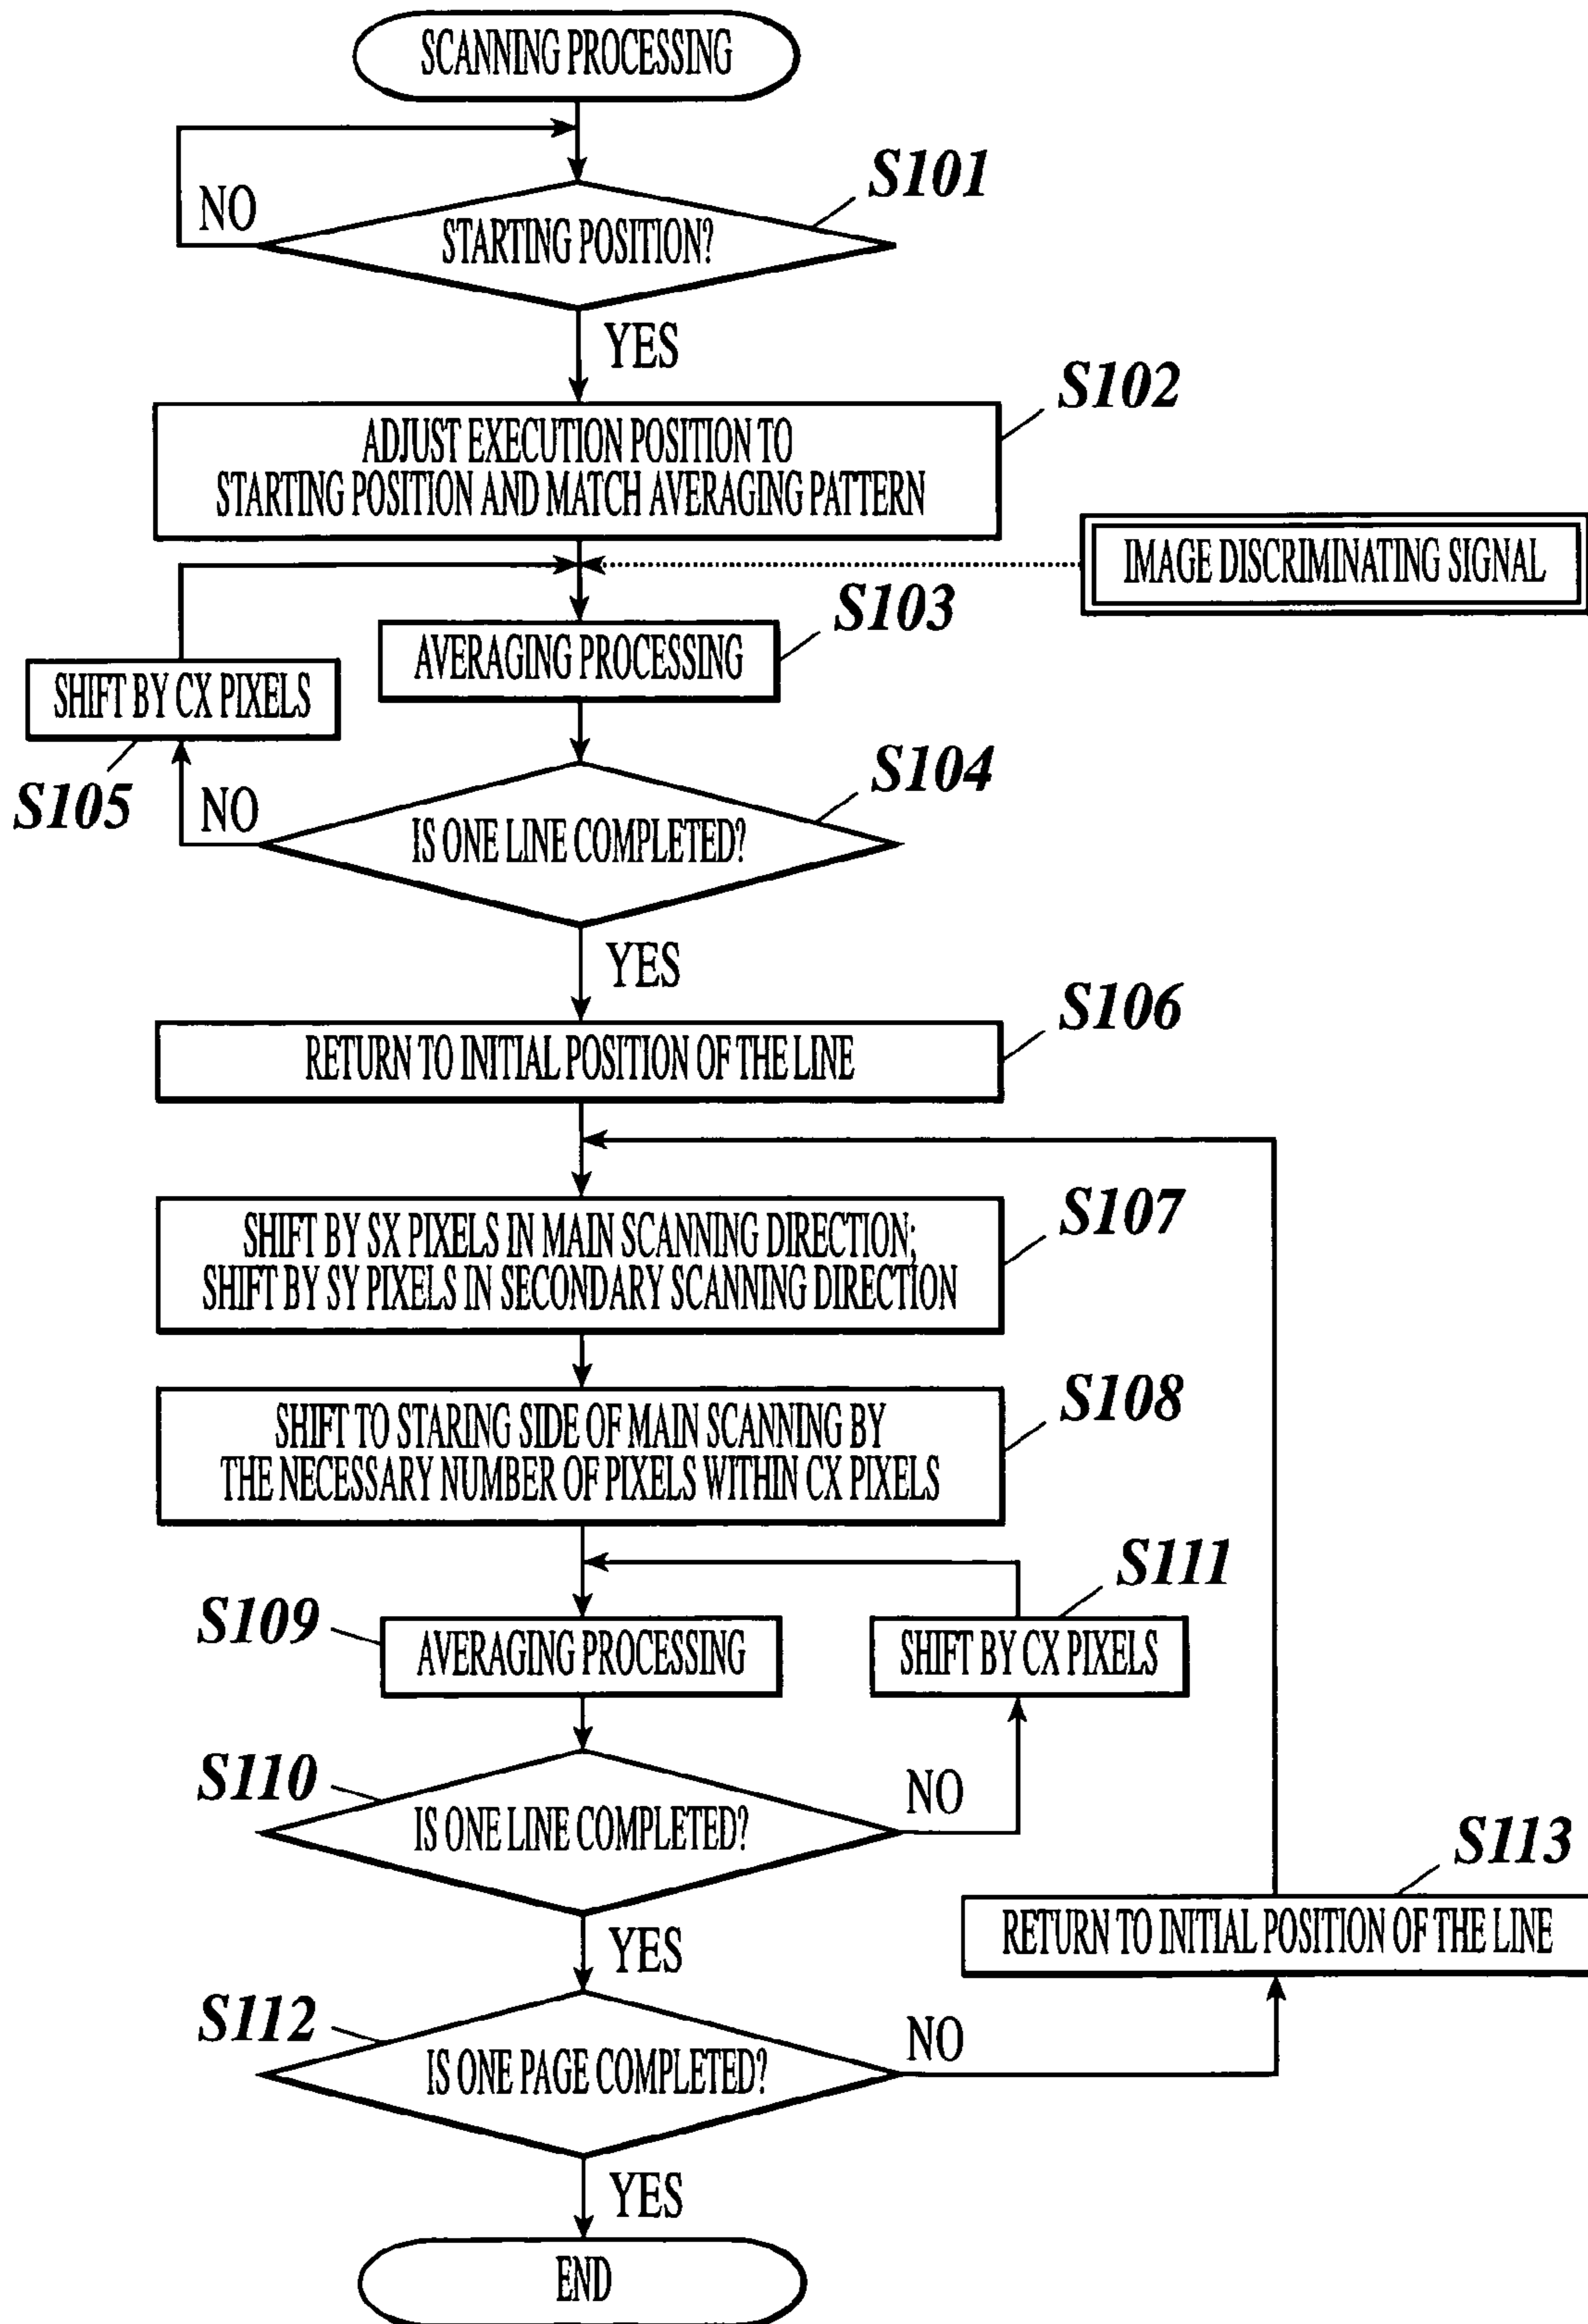 SCANNING PROCESSING
S101
NO
STARTING POSITION?
YES
S102
ADJUST EXECUTION POSITION TO
STARTING POSITION AND MATCH AVERAGING PATTERN
IMAGE DISCRIMINATING SIGNAL
S103
AVERAGING PROCESSING
SHIFT BY CX PIXELS
S105
NO
S104
IS ONE LINE COMPLETED?
YES
S106
RETURN TO INITIAL POSITION OF THE LINE
S107
SHIFT BY SX PIXELS IN MAIN SCANNING DIRECTION;
SHIFT BY SY PIXELS IN SECONDARY SCANNING DIRECTION
S108
SHIFT TO STARING SIDE OF MAIN SCANNING BY
THE NECESSARY NUMBER OF PIXELS WITHIN CX PIXELS
S111
S109
AVERAGING PROCESSING
SHIFT BY CX PIXELS
S110
NO
IS ONE LINE COMPLETED?
S113
YES
RETURN TO INITIAL POSITION OF THE LINE
S112
NO
IS ONE PAGE COMPLETED?
YES
END